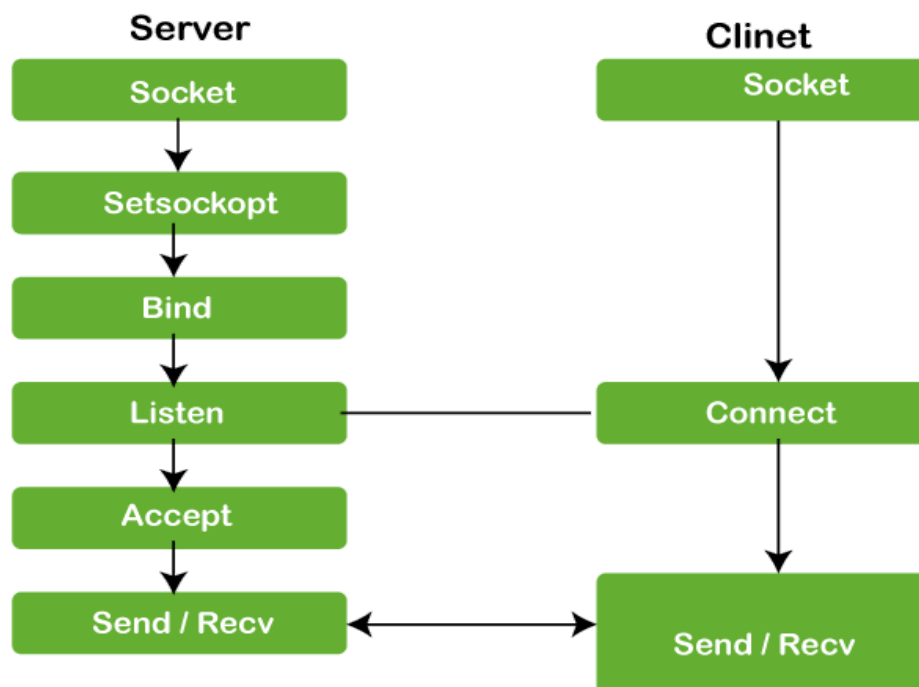 Server
Socket
Setsockopt
Bind
Listen
Accept
Send / Recv
Clinet
Socket
Connect
Send / Recv